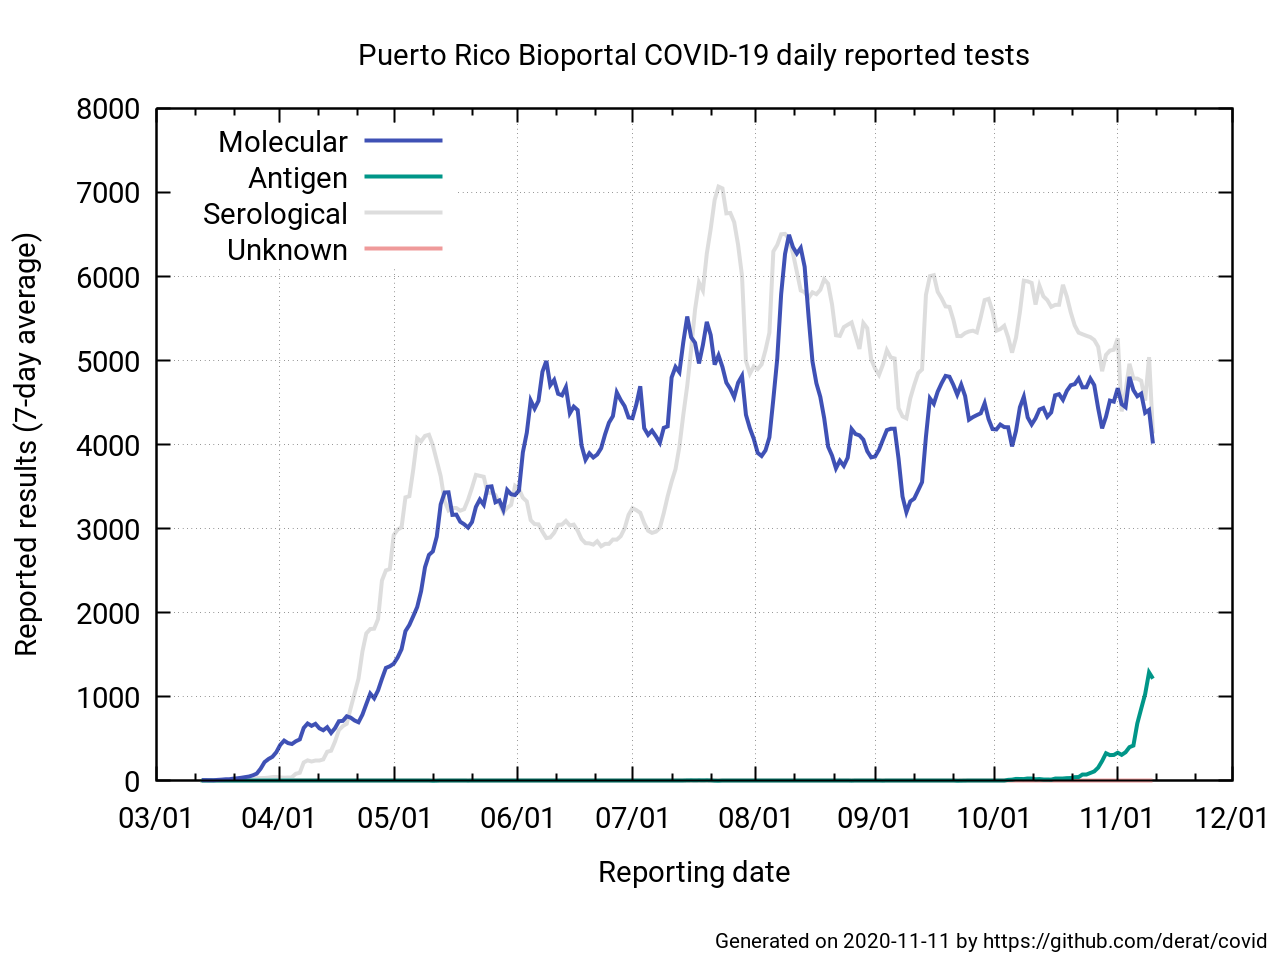 Puerto Rico Bioportal COVID-19 daily reported tests
8000
7000
6000
5000
4000
3000
2000
1000
0
Reported results (7-day average)
Molecular
Antigen
Serological
Unknown
03/01 04/01 05/01 06/01 07/01 08/01 09/01 10/01 11/01 12/01
Reporting date
Generated on 2020-11-11 by https://github.com/derat/covid